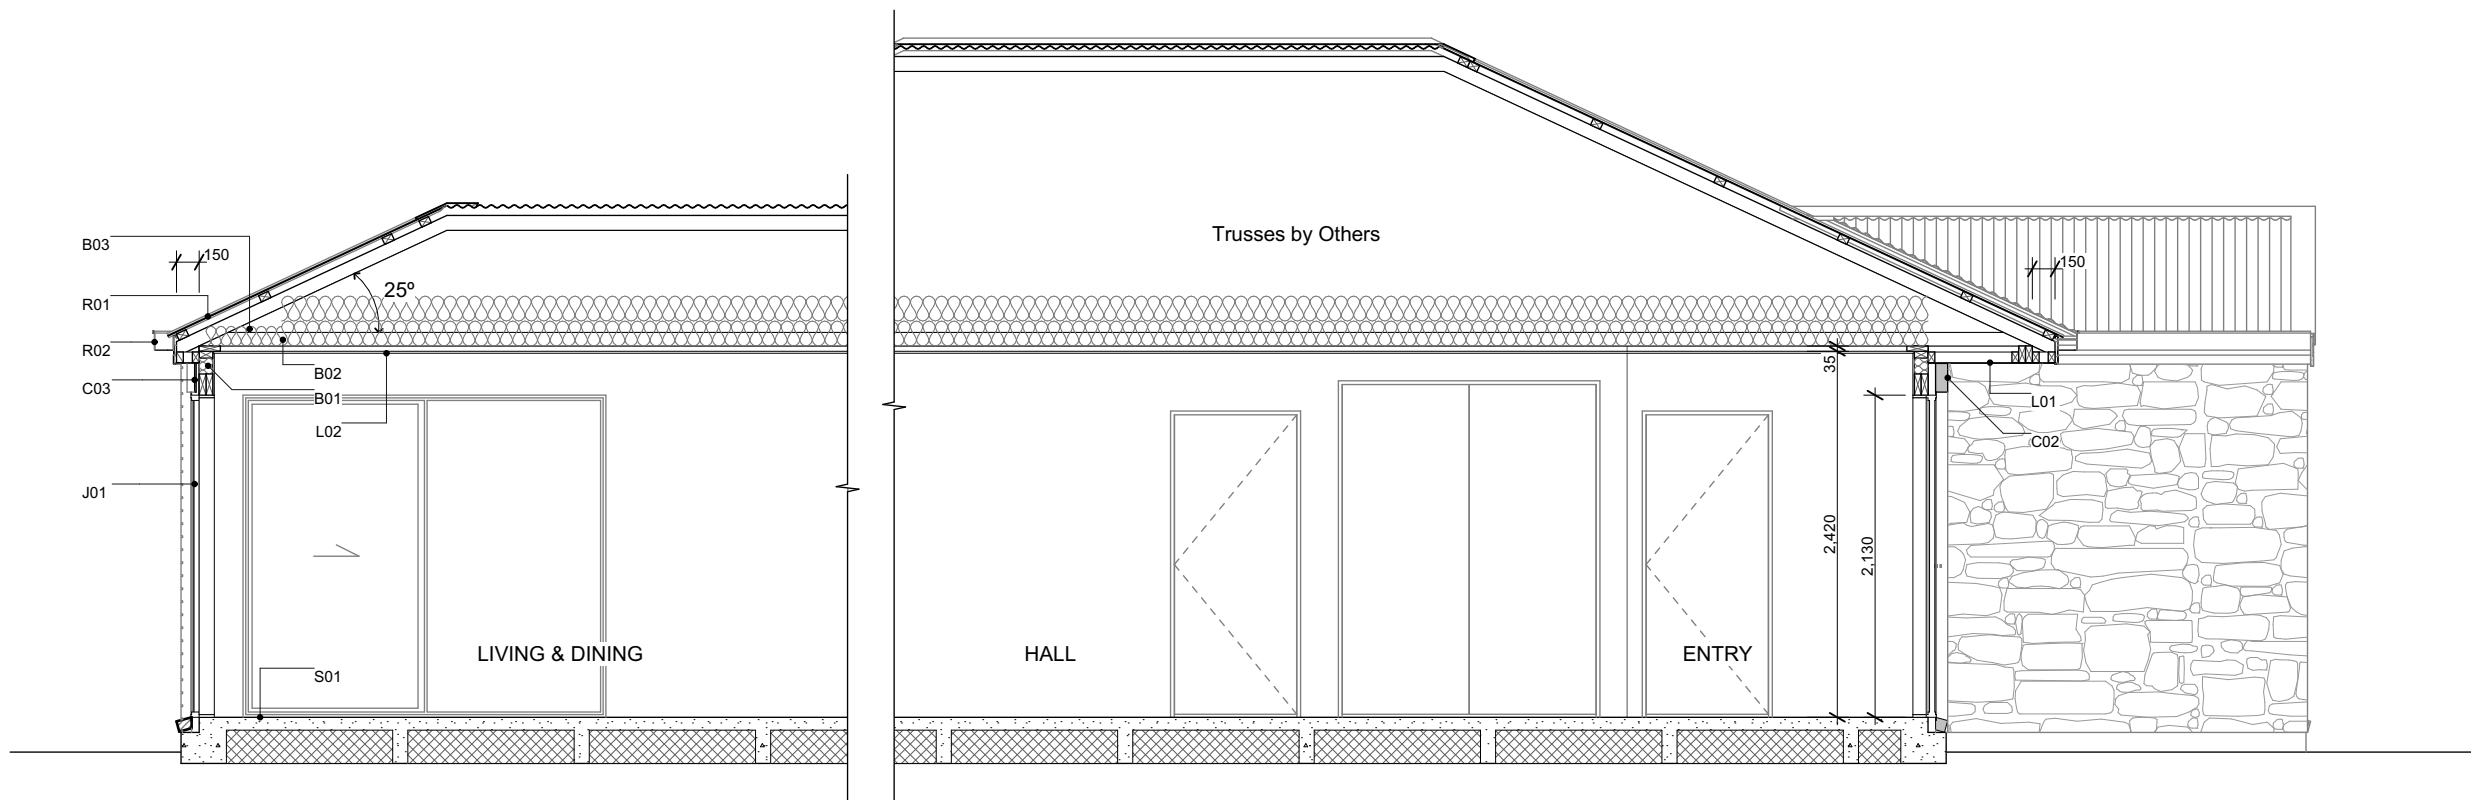 Trusses by Others
B03
150
150
25º
R01
R02
B02
35
C03
B01
L01
L02
C02
J01
2,420
2,130
LIVING & DINING
HALL
ENTRY
S01